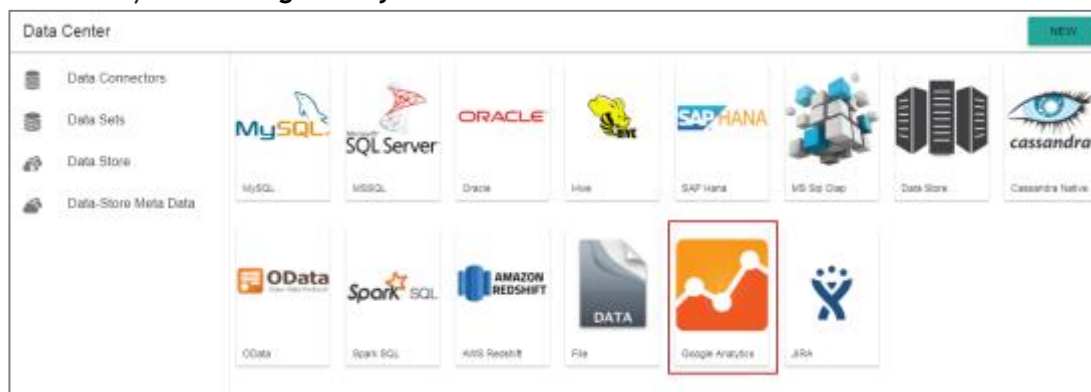 Data Center
NEW
Data Connectors
Data Sets
Data Store
Data-Store Meta Data
MySQL
Microsoft
SQL Server
ORACLE
HIVE
SAP HANA
cassandra
MySQL
MSSQL
Oracle
Hive
SAP Hana
MS Sql Olap
Data Store
Cassandra Native
OData
Spark SQL
AMAZON
REDSHIFT
DATA
OData
Spark SQL
AWS Redshift
File
Google Analytics
JIRA